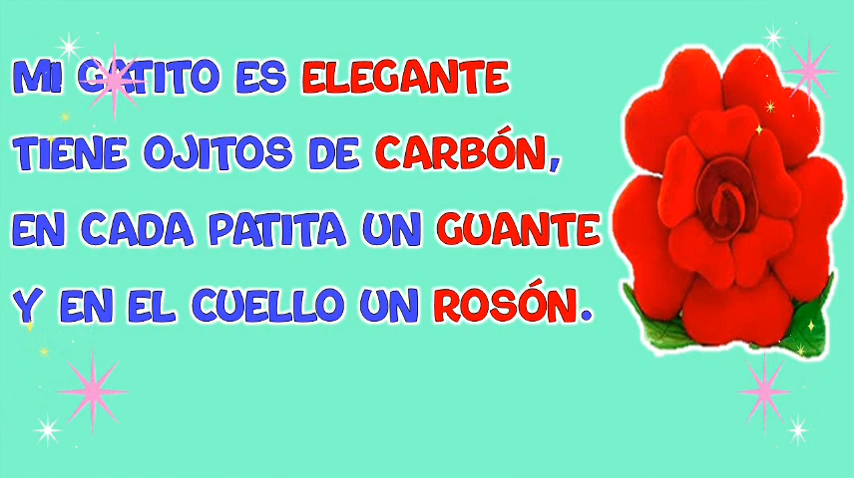 MI GATITO ES ELEGANTE
TIENE OJITOS DE CARBÓN,
EN CADA PATITA UN GUANTE
Y EN EL CUELLO UN ROSÓN.